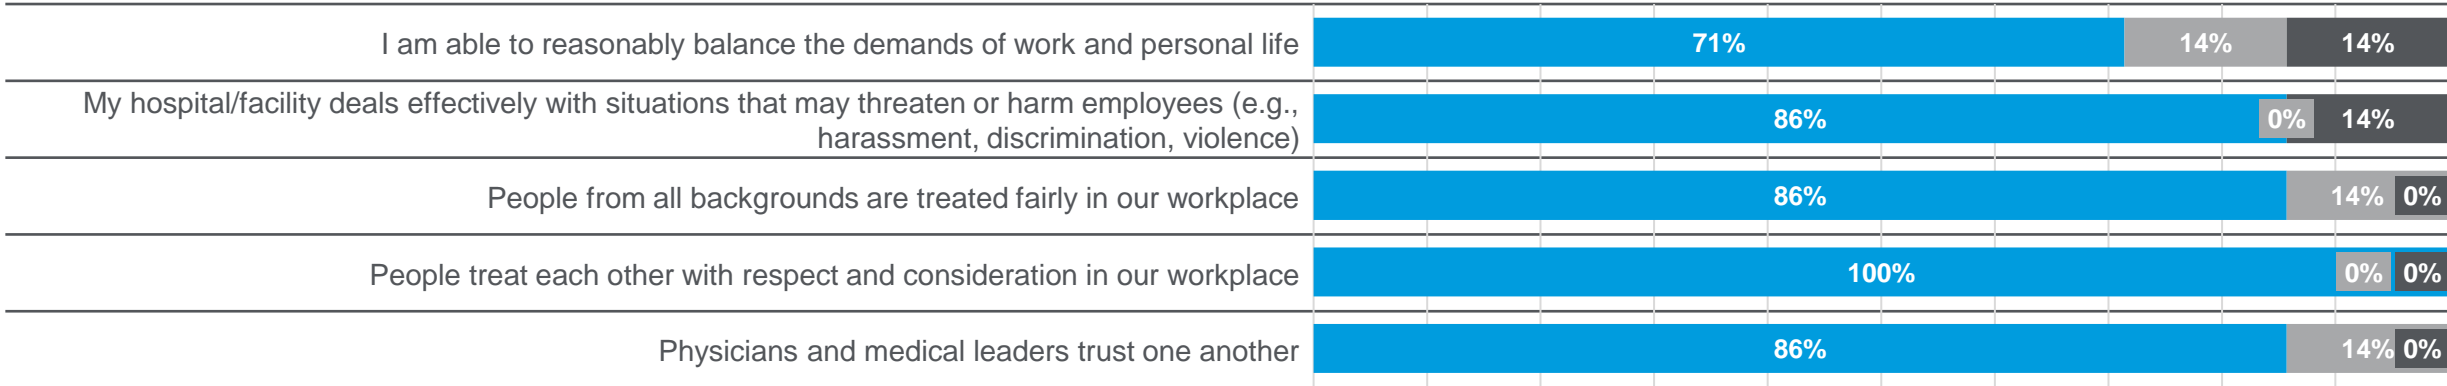 I am able to reasonably balance the demands of work and personal life 71% 14% 14%
My hospital/facility deals effectively with situations that may threaten or harm employees (e.g.,
harassment, discrimination, violence) 86% 0% 14%
People from all backgrounds are treated fairly in our workplace 86% 14% 0%
People treat each other with respect and consideration in our workplace 100% 0% 0%
Physicians and medical leaders trust one another 86% 14% 0%